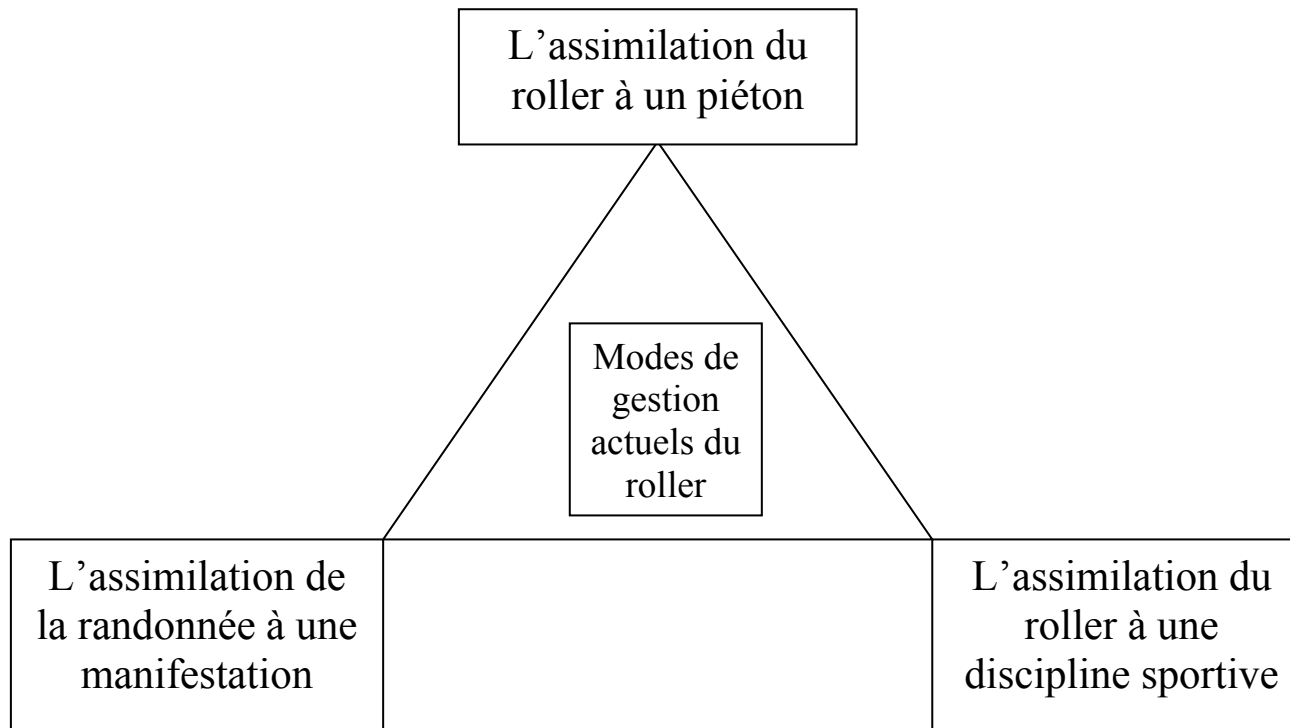 L’assimilation du
roller à un piéton
Modes de
gestion
actuels du
roller
L’assimilation de
la randonnée à une
manifestation
L’assimilation du
roller à une
discipline sportive